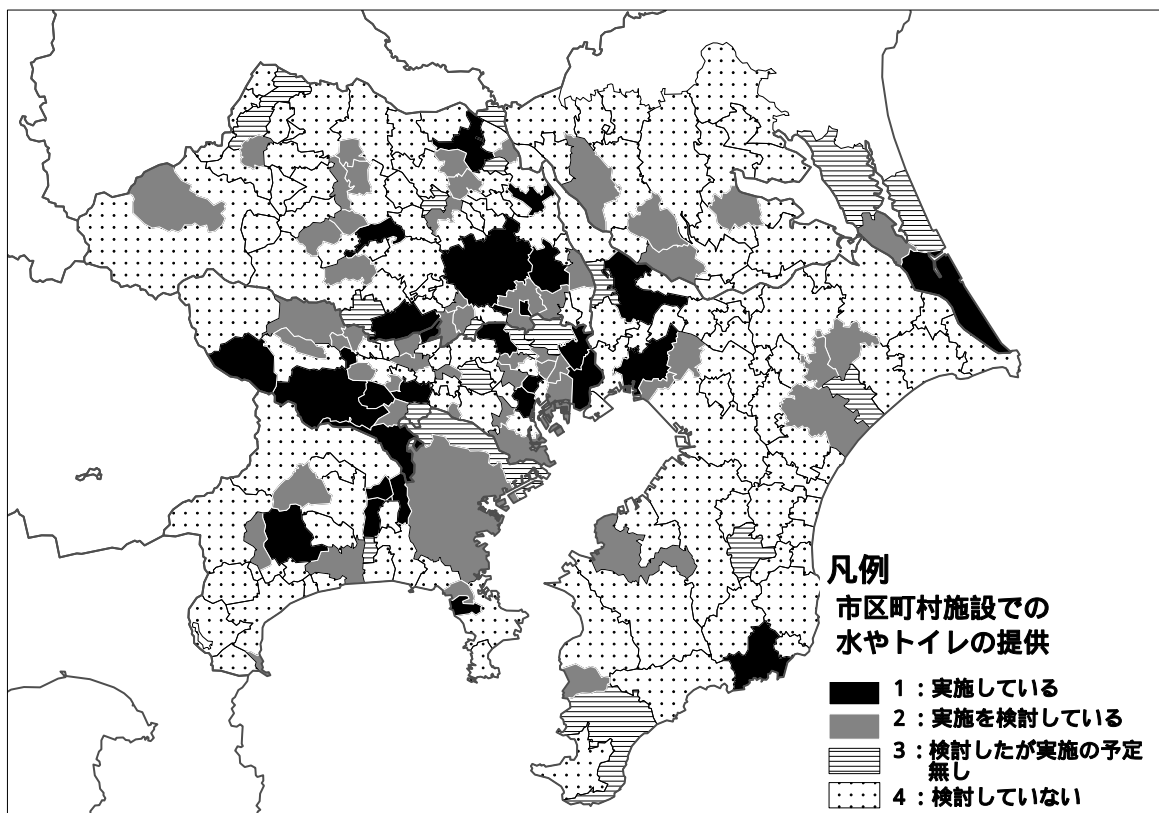 凡例
市区町村施設での
水やトイレの提供
1：実施している
2：実施を検討している
3：検討したが実施の予定
無し
4：検討していない